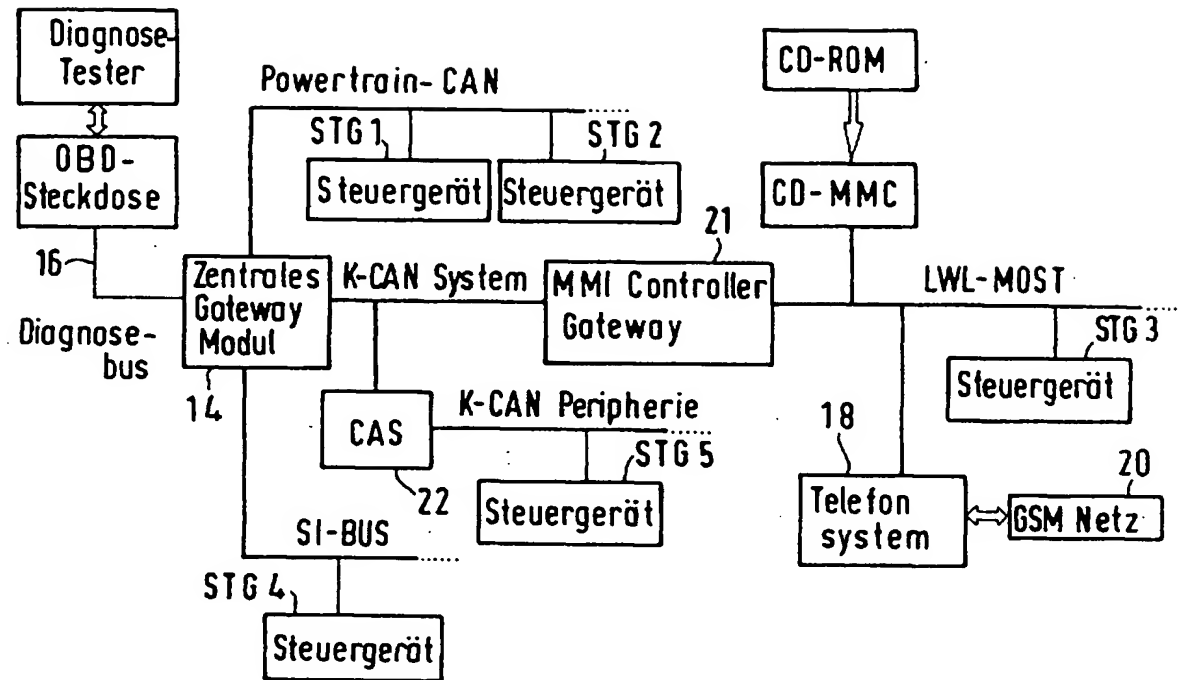 Diagnose-
Tester
OBD-
Steckdose
16
Diagnose-
bus
Powertrain-CAN
STG 1
Steuergerät
STG 2
Steuergerät
CD-ROM
CD-MMC
Zentrales
Gateway
Modul
14
K-CAN System
21
MMI Controller
Gateway
LWL-MOST
STG 3
Steuergerät
CAS
22
K-CAN Peripherie
STG 5
Steuergerät
18
Telefon
system
20
GSM Netz
SI-BUS
STG 4
Steuergerät